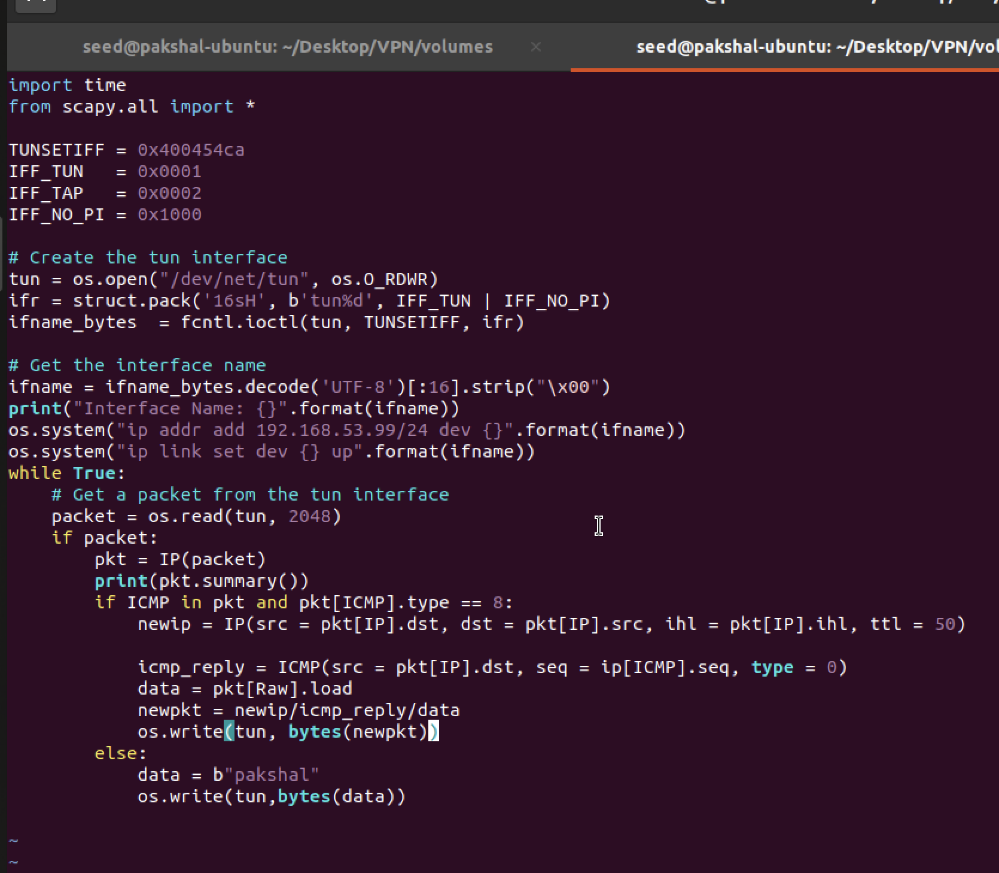 seed@pakshal-ubuntu: ~/Desktop/VPN/volumes × seed@pakshal-ubuntu: ~/Desktop/VPN/vol
import time
from scapy.all import *
TUNSETIFF = 0x400454ca
IFF_TUN   = 0x0001
IFF_TAP   = 0x0002
IFF_NO_PI = 0x1000
# Create the tun interface
tun = os.open("/dev/net/tun", os.O_RDWR)
ifr = struct.pack('16sH', b'tun%d', IFF_TUN | IFF_NO_PI)
ifname_bytes  = fcntl.ioctl(tun, TUNSETIFF, ifr)
# Get the interface name
ifname = ifname_bytes.decode('UTF-8')[:16].strip("\x00")
print("Interface Name: {}".format(ifname))
os.system("ip addr add 192.168.53.99/24 dev {}".format(ifname))
os.system("ip link set dev {} up".format(ifname))
while True:
    # Get a packet from the tun interface
    packet = os.read(tun, 2048)
    if packet:
        pkt = IP(packet)
        print(pkt.summary())
        if ICMP in pkt and pkt[ICMP].type == 8:
            newip = IP(src = pkt[IP].dst, dst = pkt[IP].src, ihl = pkt[IP].ihl, ttl = 50)
            icmp_reply = ICMP(src = pkt[IP].dst, seq = ip[ICMP].seq, type = 0)
            data = pkt[Raw].load
            newpkt = newip/icmp_reply/data
            os.write(tun, bytes(newpkt))
        else:
            data = b"pakshal"
            os.write(tun,bytes(data))
~
~